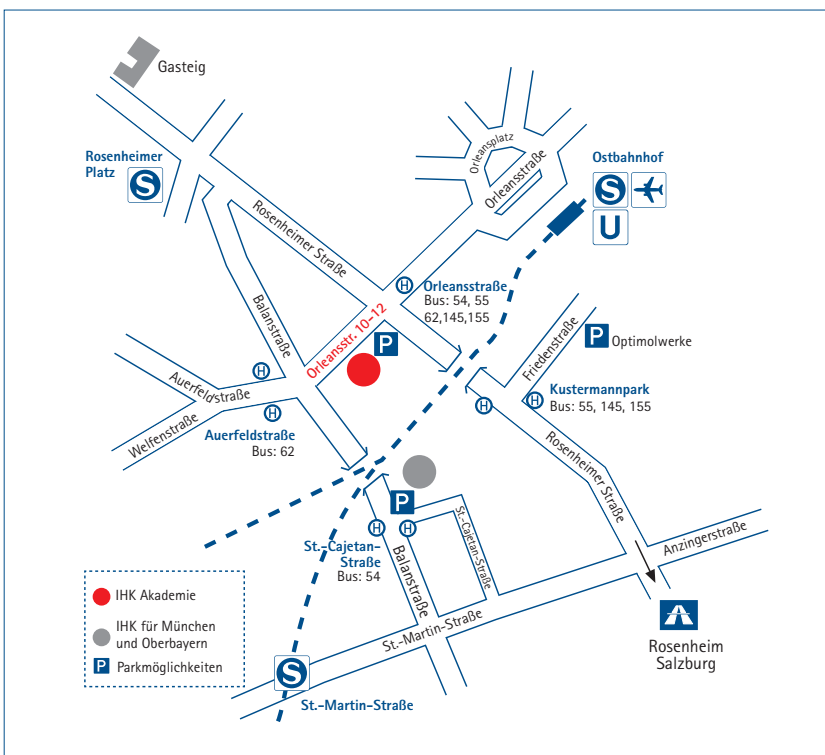 Gasteig
Rosenheimer
Platz
S
Rosenheimer Straße
Orleansplatz
Orleansstraße
Ostbahnhof
S
U
H
Orleansstraße
Bus: 54, 55
62,145,155
Balanstraße
Orleansstr. 10–12
P
Friedenstraße
P
Optimolwerke
H
Auerfeldstraße
Welfenstraße
H
Auerfeldstraße
Bus: 62
H
H
Kustermannpark
Bus: 55, 145, 155
Rosenheimer Straße
P
H
H
St.-Cajetan-
Straße
Bus: 54
Balanstraße
St.-Cajetan-Straße
Anzingerstraße
St.-Martin-Straße
Rosenheim
Salzburg
S
St.-Martin-Straße
IHK Akademie
IHK für München
und Oberbayern
P
Parkmöglichkeiten